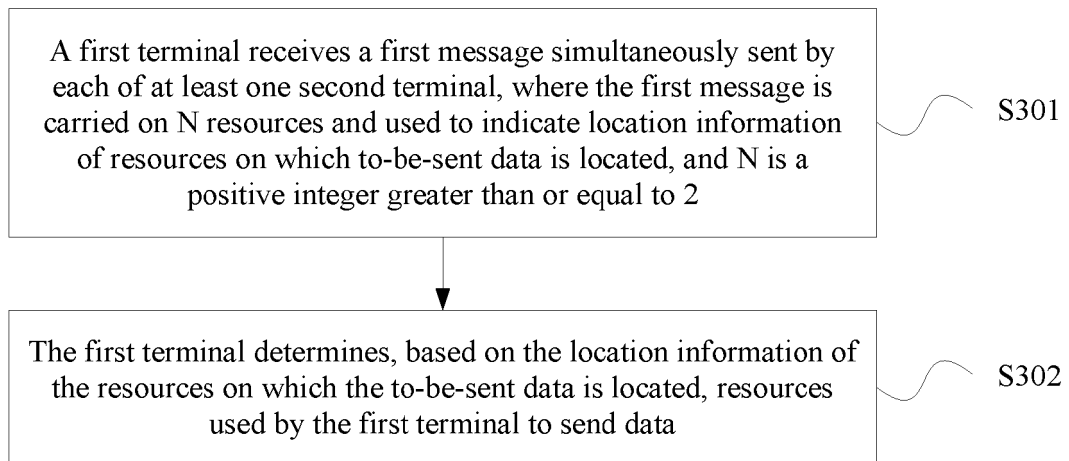 A first terminal receives a first message simultaneously sent by
each of at least one second terminal, where the first message is
carried on N resources and used to indicate location information
of resources on which to-be-sent data is located, and N is a
positive integer greater than or equal to 2
S301
The first terminal determines, based on the location information of
the resources on which the to-be-sent data is located, resources
used by the first terminal to send data
S302